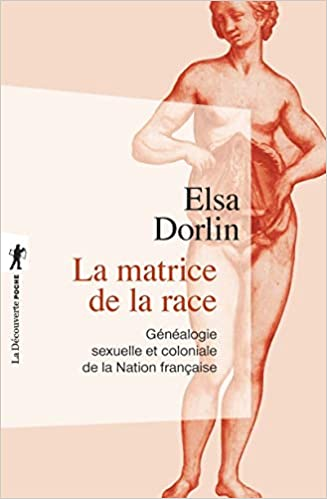 Elsa
Dorlin
La matrice
de la race
Généalogie
sexuelle et coloniale
de la Nation française
La Découverte POCHE